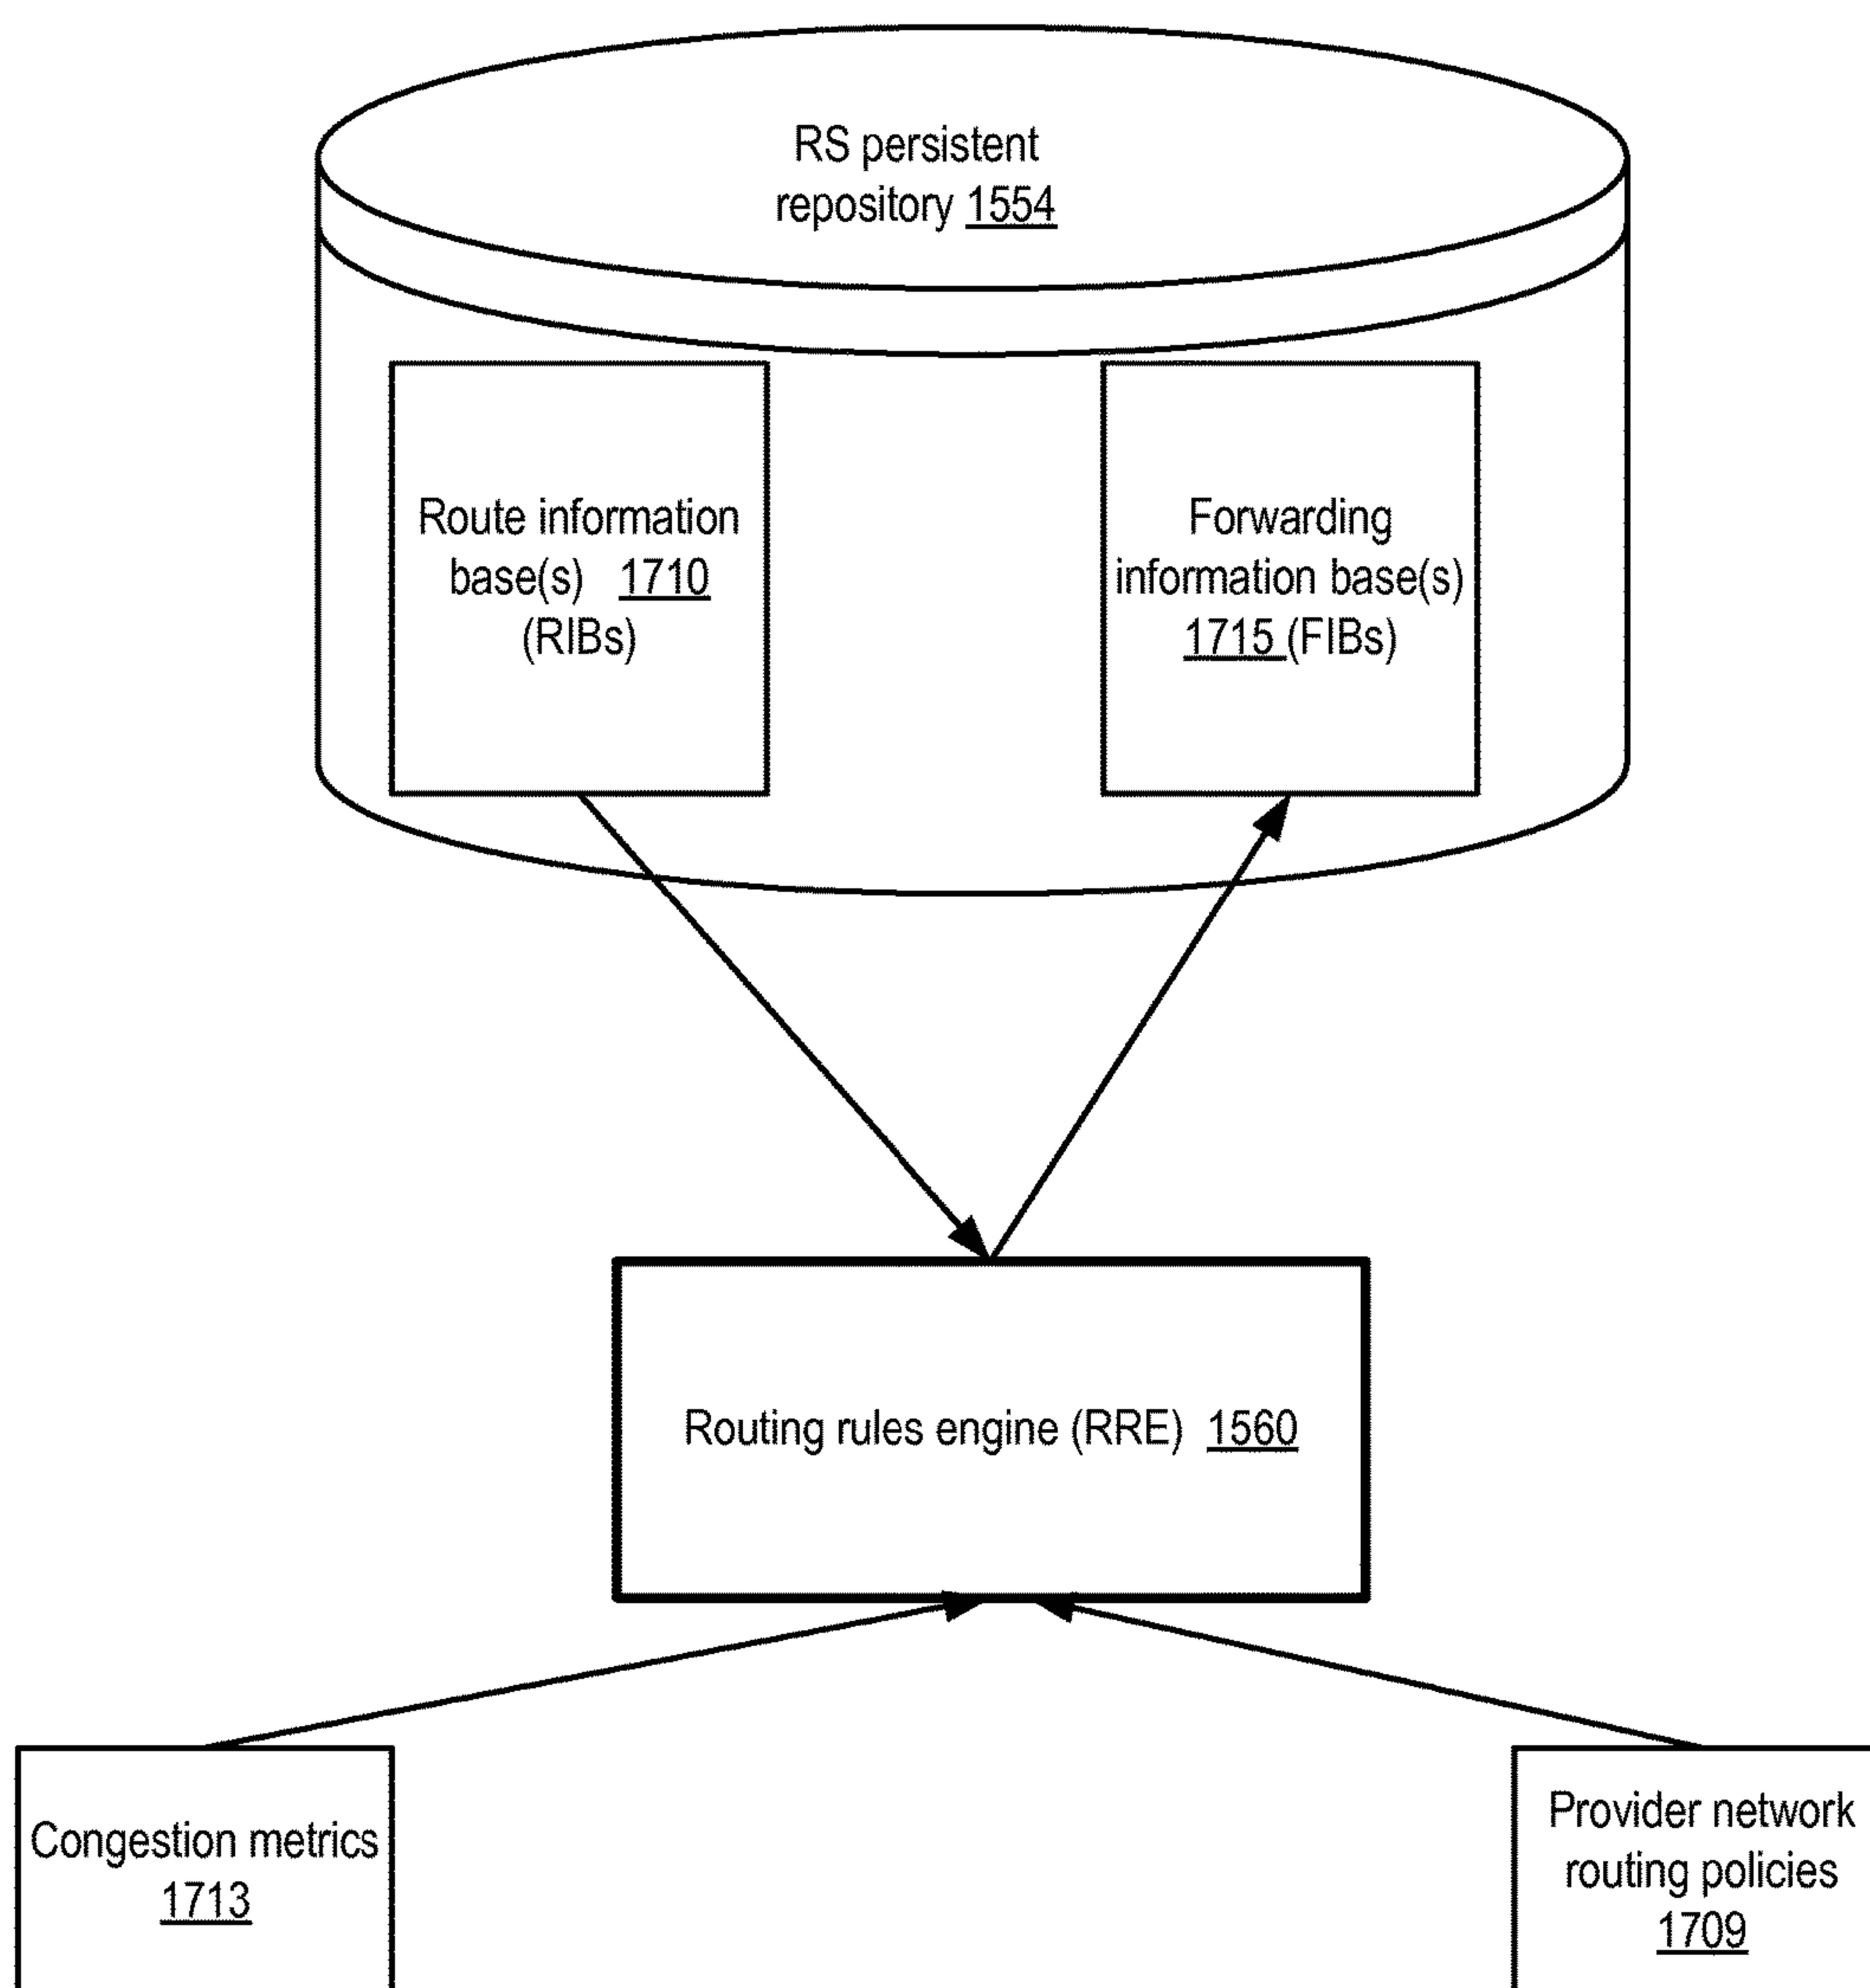 RS persistent
repository 1554
Route information
base(s) 1710
(RIBs)
Forwarding
information base(s)
1715 (FIBs)
Routing rules engine (RRE) 1560
Congestion metrics
1713
Provider network
routing policies
1709